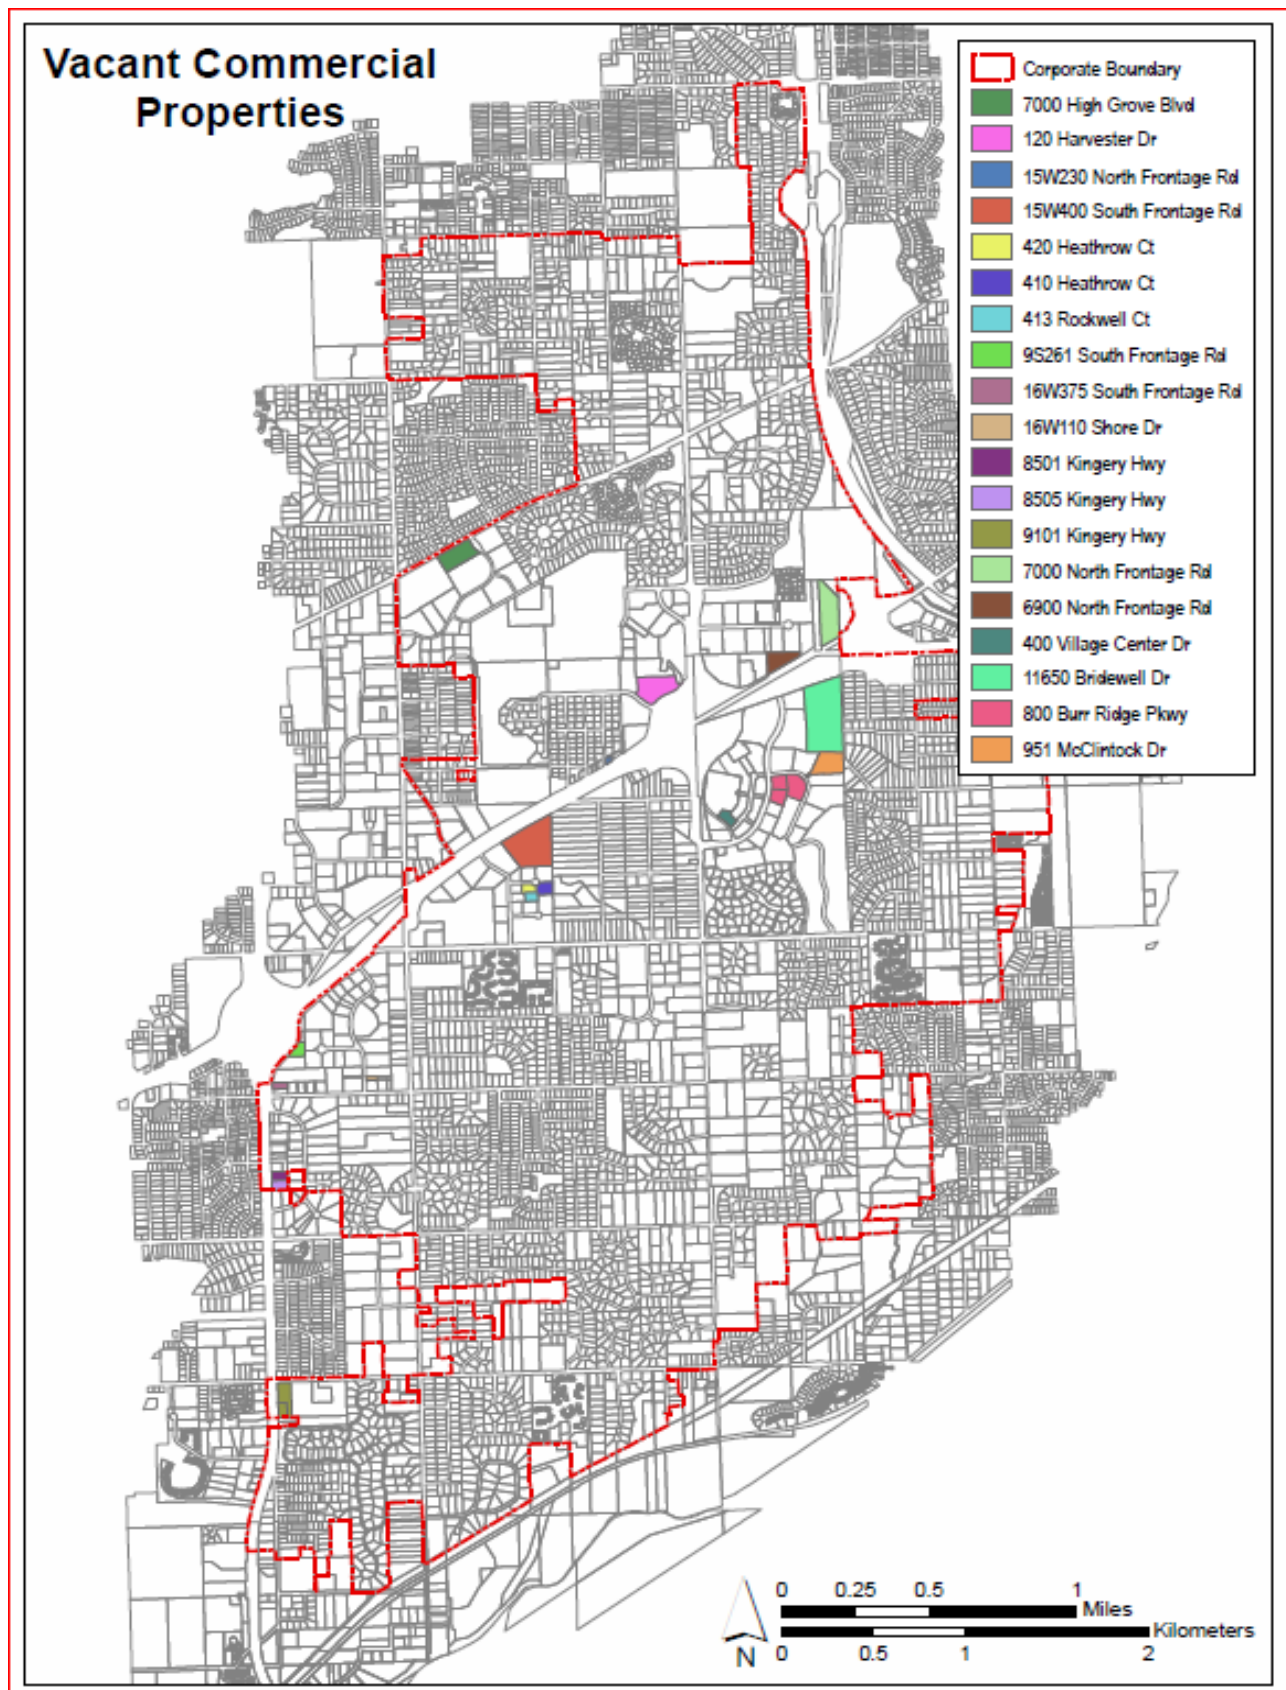 Vacant Commercial
Properties
Corporate Boundary
7000 High Grove Blvd
120 Harvester Dr
15W230 North Frontage Rd
15W400 South Frontage Rd
420 Heathrow Ct
410 Heathrow Ct
413 Rockwell Ct
9S261 South Frontage Rd
16W375 South Frontage Rd
16W110 Shore Dr
8501 Kingery Hwy
8505 Kingery Hwy
9101 Kingery Hwy
7000 North Frontage Rd
6900 North Frontage Rd
400 Village Center Dr
11650 Bridewell Dr
800 Burr Ridge Pkwy
951 McClintock Dr
0 0.25 0.5 1
Miles
Kilometers
N 0 0.5 1 2